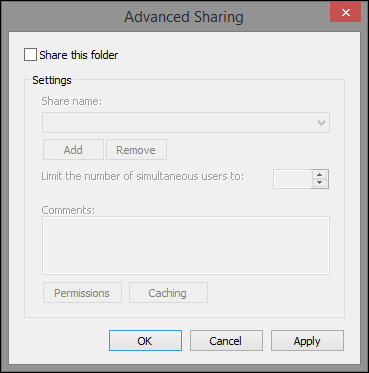 Advanced Sharing
Share this folder
Settings
Share name:
Add Remove
Limit the number of simultaneous users to:
Comments:
Permissions Caching
OK Cancel Apply